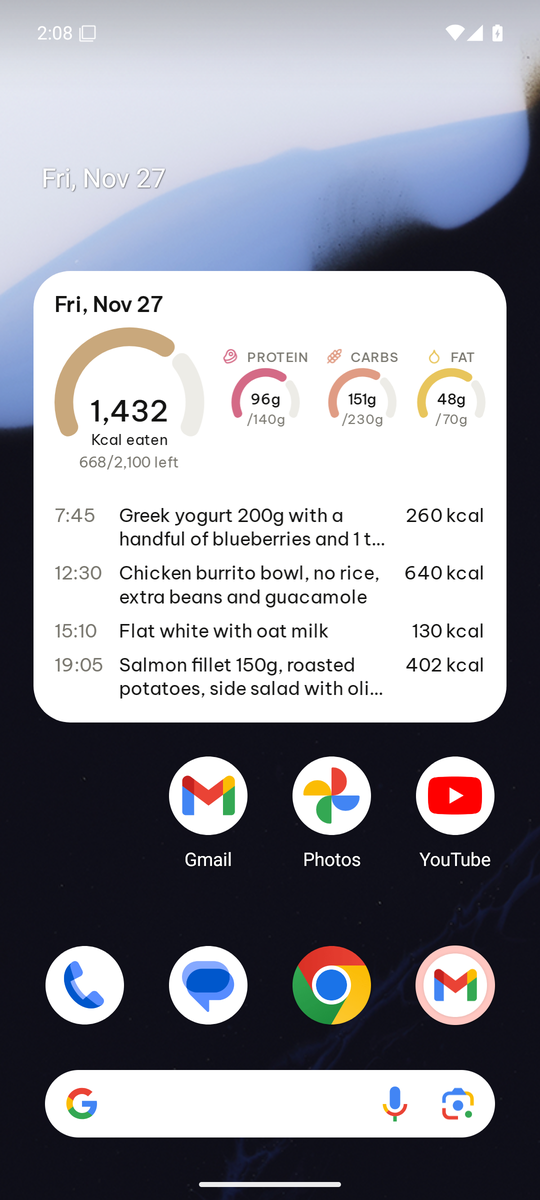 2:08
Fri, Nov 27
Fri, Nov 27
PROTEIN
CARBS
FAT
1,432
Kcal eaten
668/2,100 left
96g
/140g
151g
/230g
48g
/70g
7:45 Greek yogurt 200g with a 260 kcal
handful of blueberries and 1 t...
12:30 Chicken burrito bowl, no rice, 640 kcal
extra beans and guacamole
15:10 Flat white with oat milk 130 kcal
19:05 Salmon fillet 150g, roasted 402 kcal
potatoes, side salad with oli...
Gmail
Photos
YouTube